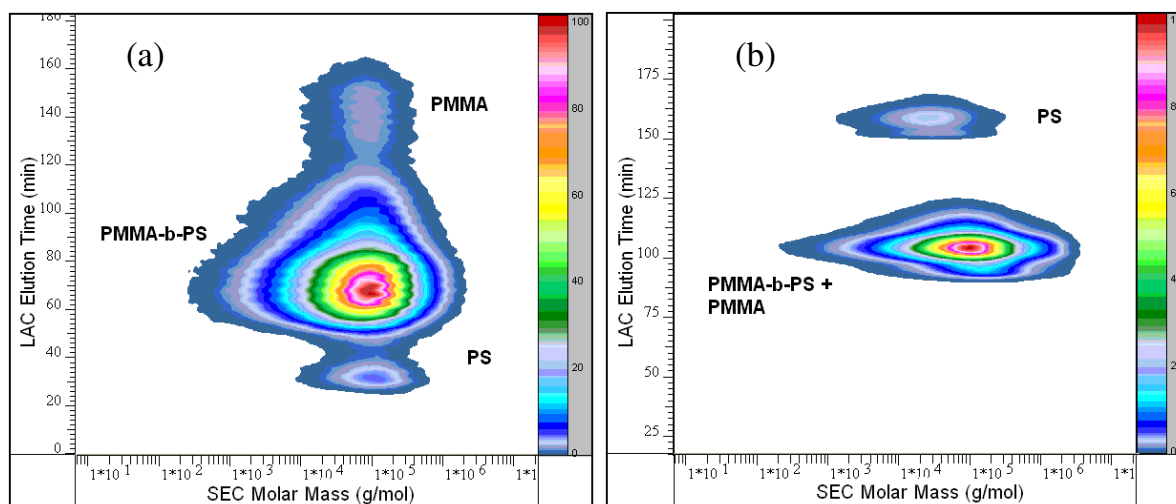 (a)
180
160
140
120
100
80
60
40
20
0
LAC Elution Time (min)
PMMA
PMMA-b-PS
PS
100
80
60
40
20
0
1*10^1 1*10^2 1*10^3 1*10^4 1*10^5 1*10^6 1*1
SEC Molar Mass (g/mol)
(b)
175
150
125
100
75
50
25
LAC Elution Time (min)
PS
PMMA-b-PS +
PMMA
1*10^1 1*10^2 1*10^3 1*10^4 1*10^5 1*10^6 1*1
SEC Molar Mass (g/mol)